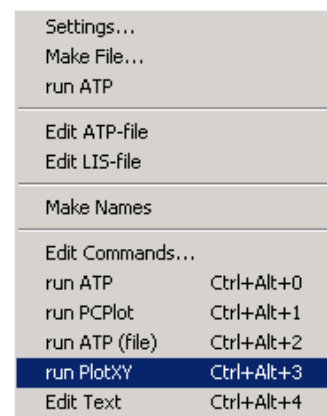 Settings...
Make File...
run ATP
Edit ATP-file
Edit LIS-file
Make Names
Edit Commands...
run ATP Ctrl+Alt+0
run PCPlot Ctrl+Alt+1
run ATP (file) Ctrl+Alt+2
run PlotXY Ctrl+Alt+3
Edit Text Ctrl+Alt+4